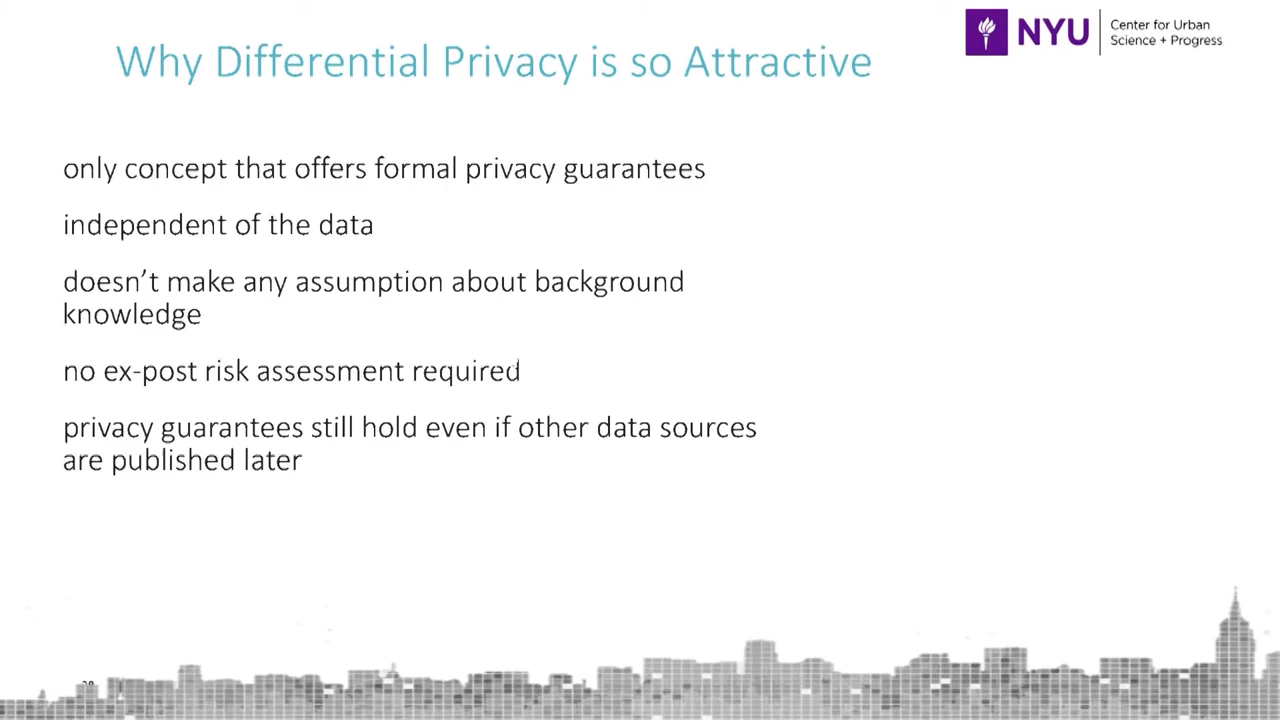 Why Differential Privacy is so Attractive
NYU
Center for Urban
Science + Progress
only concept that offers formal privacy guarantees
independent of the data
doesn’t make any assumption about background
knowledge
no ex-post risk assessment required
privacy guarantees still hold even if other data sources
are published later